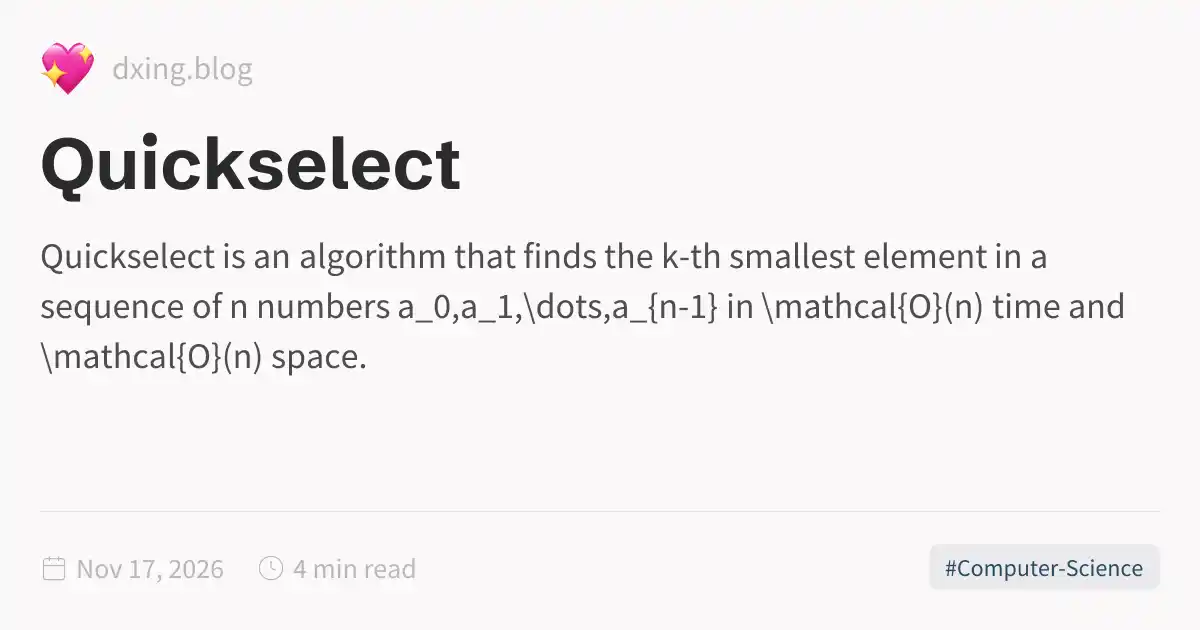 dxing.blog
Quickselect
Quickselect is an algorithm that finds the k-th smallest element in a
sequence of n numbers a_0,a_1,\dots,a_{n-1} in \mathcal{O}(n) time and
\mathcal{O}(n) space.
Nov 17, 2026
4 min read
#Computer-Science